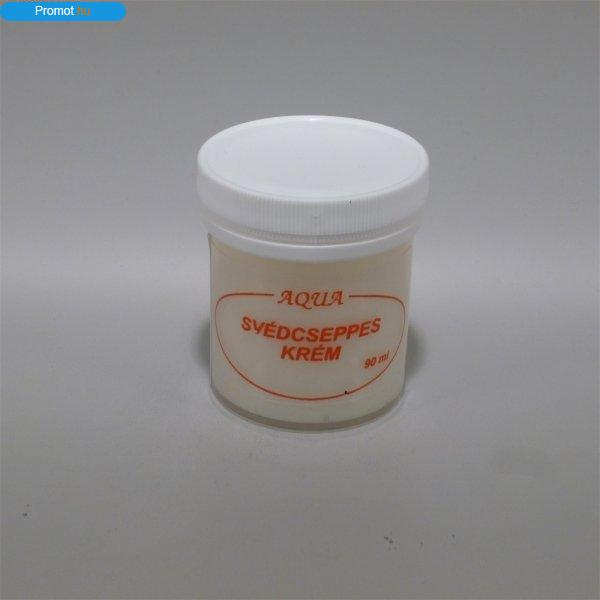 Promot.hu
AQUA
SVÉDCSEPPES
KRÉM
90 ml